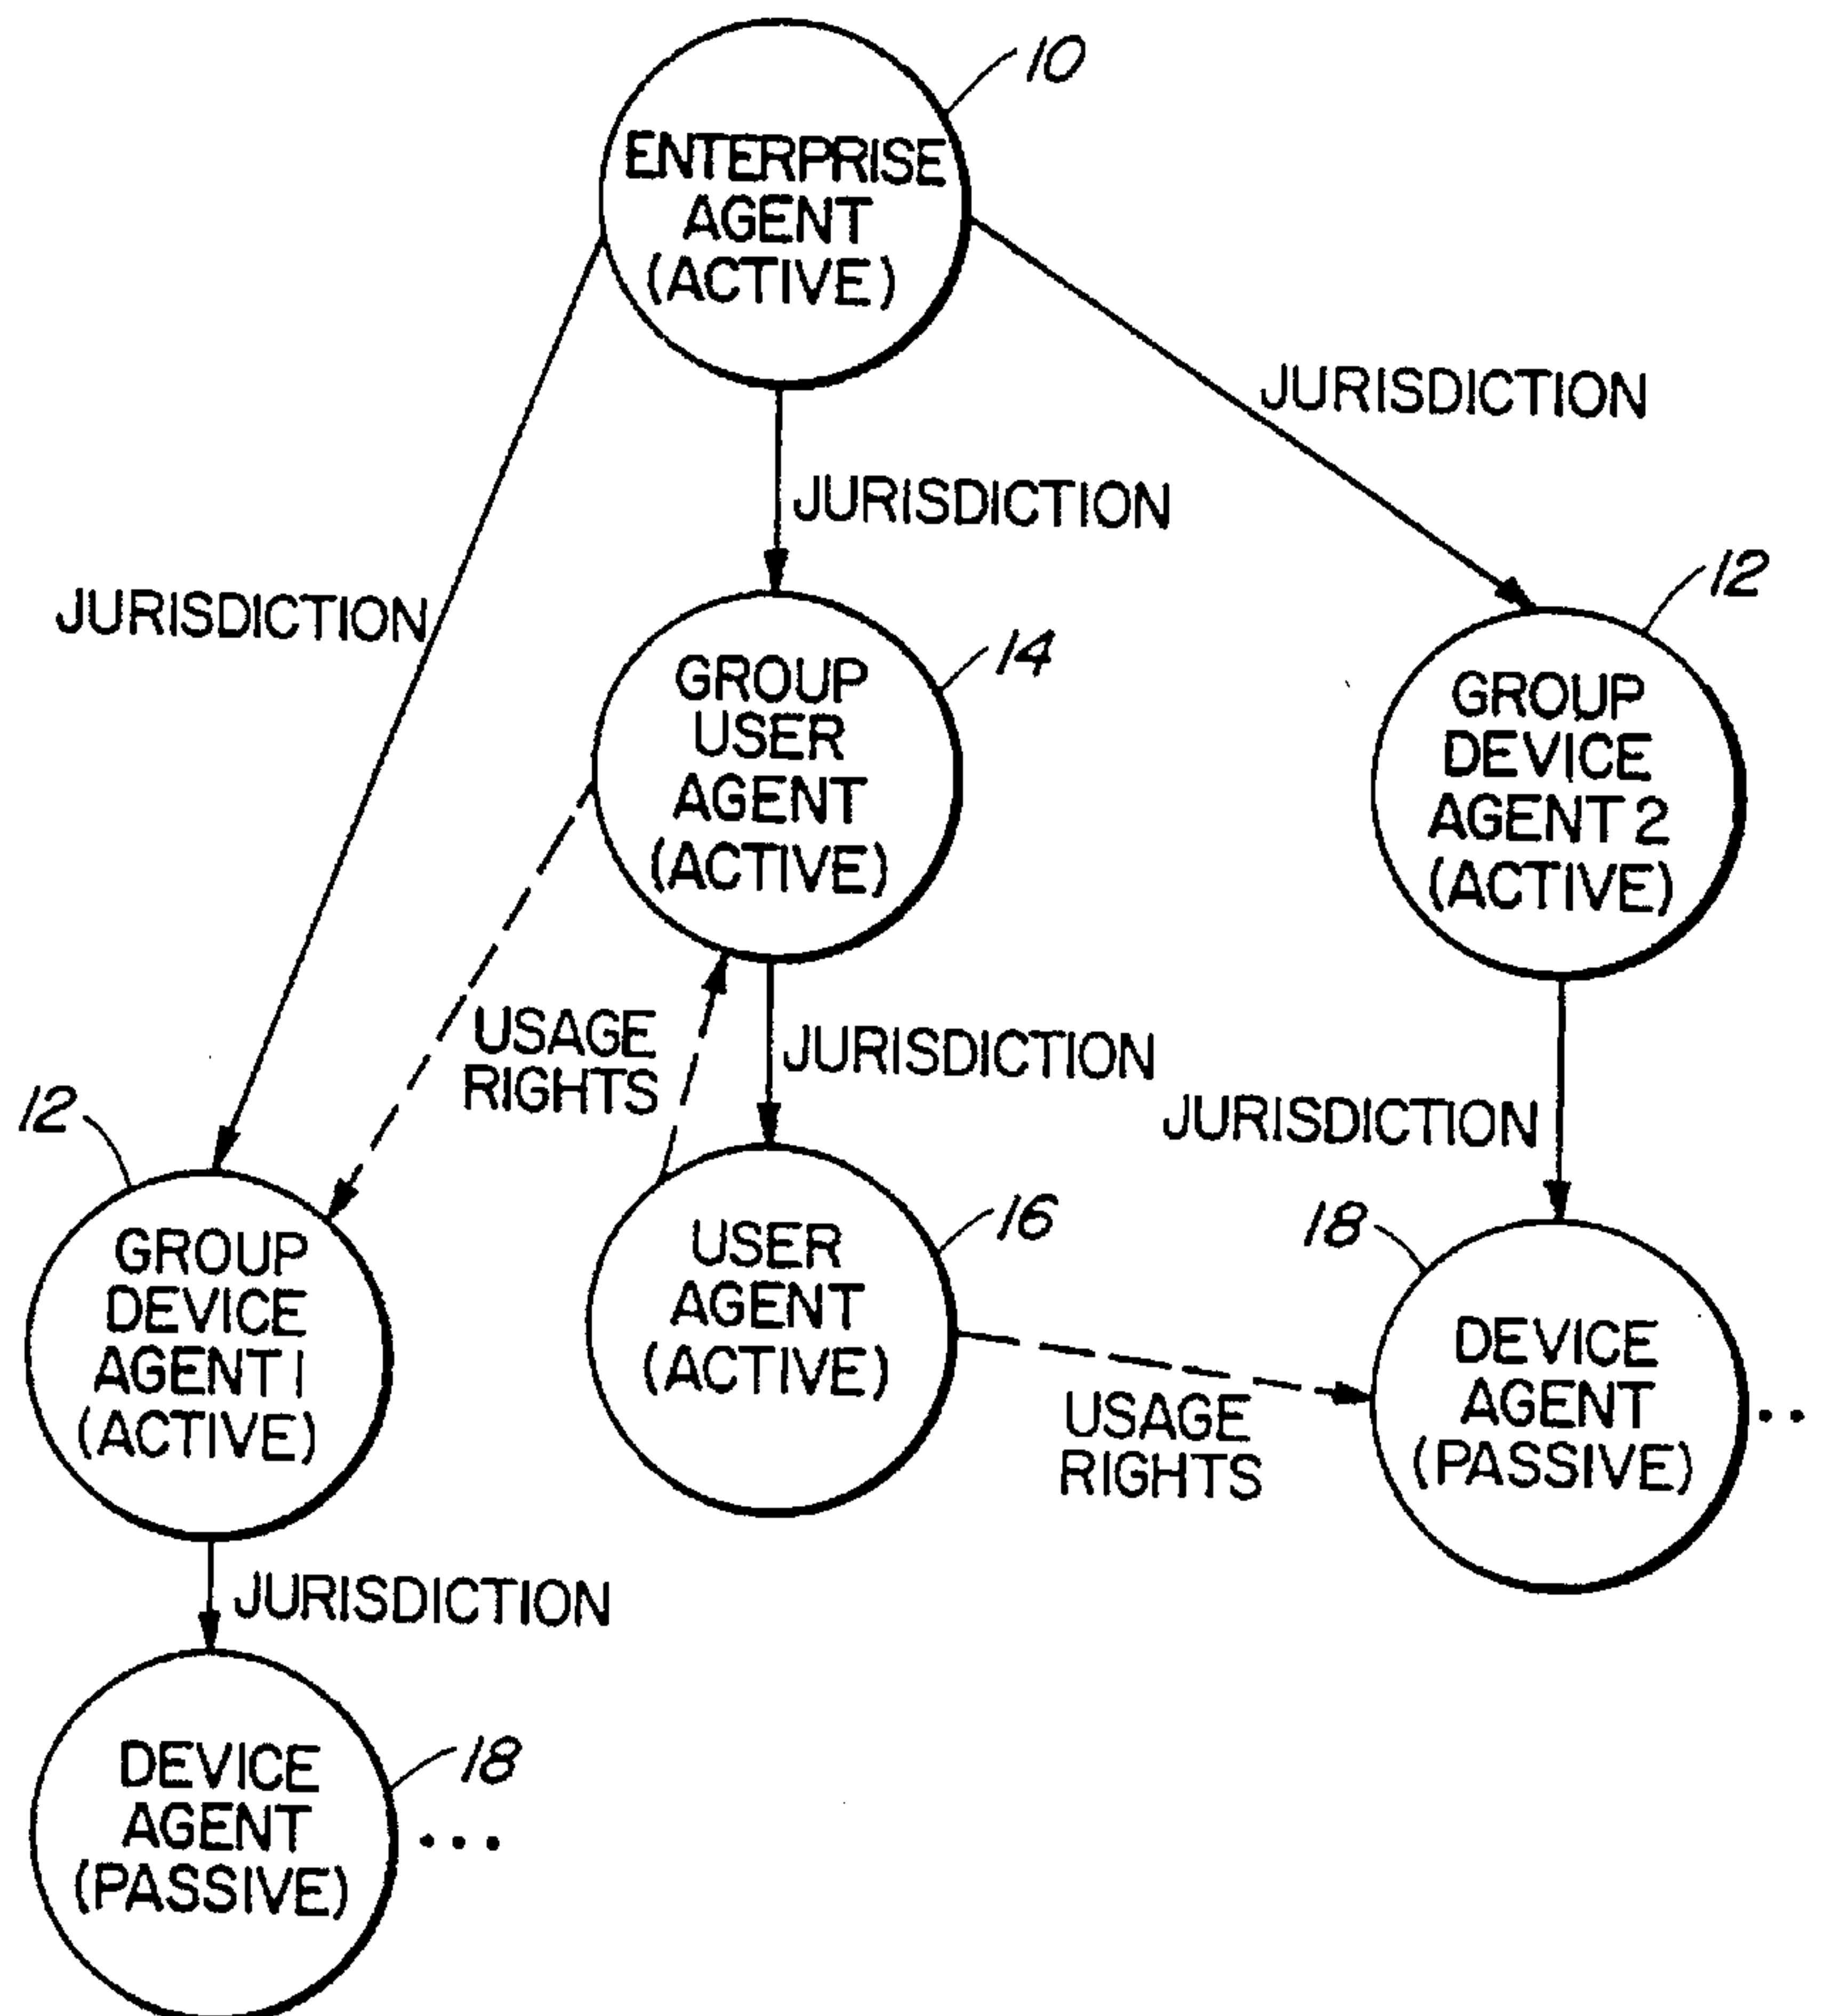 10
ENTERPRISE
AGENT
(ACTIVE)
JURISDICTION
JURISDICTION
JURISDICTION
12
14
GROUP
USER
AGENT
(ACTIVE)
GROUP
DEVICE
AGENT 2
(ACTIVE)
USAGE
RIGHTS
JURISDICTION
JURISDICTION
12
GROUP
DEVICE
AGENT 1
(ACTIVE)
16
USER
AGENT
(ACTIVE)
18
DEVICE
AGENT
(PASSIVE)
..
USAGE
RIGHTS
JURISDICTION
18
DEVICE
AGENT
(PASSIVE)
...